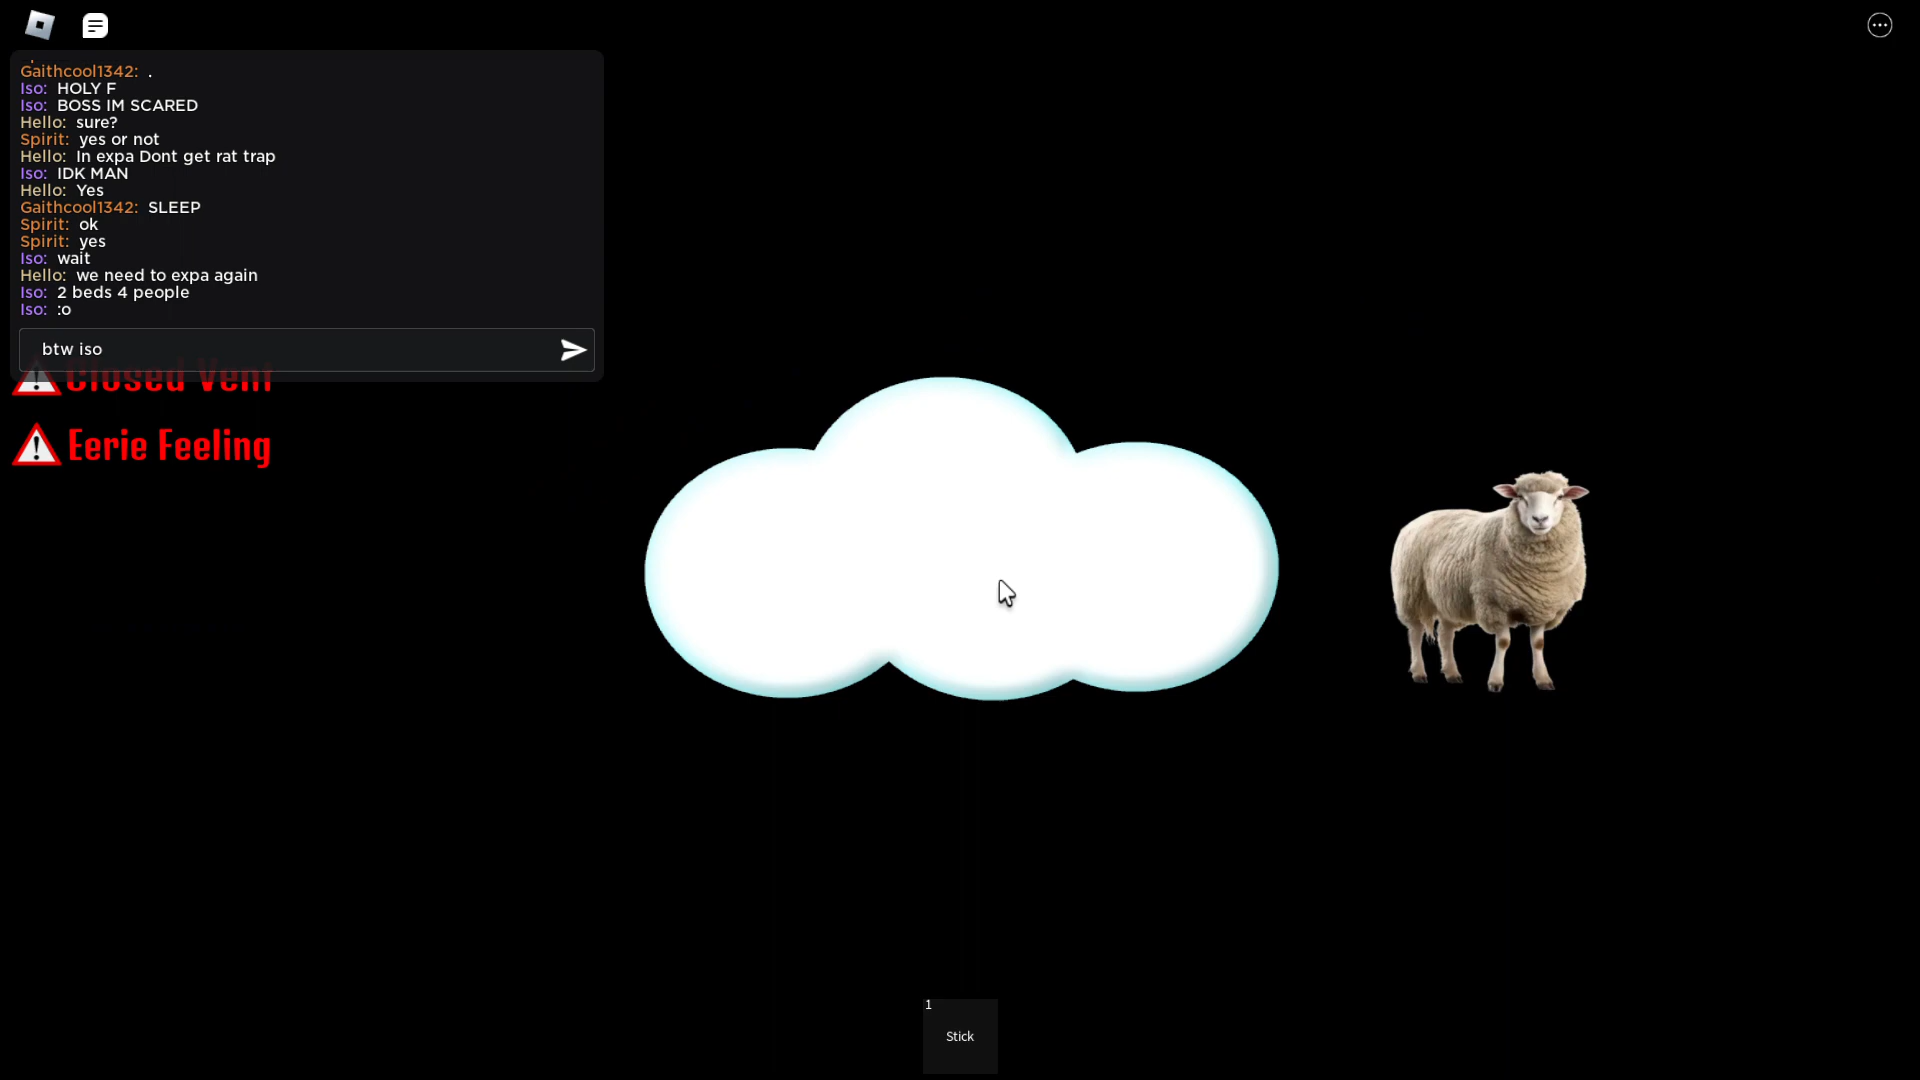 Gaithcool1342: .
Iso: HOLY F
Iso: BOSS IM SCARED
Hello: sure?
Spirit: yes or not
Hello: In expa Dont get rat trap
Iso: IDK MAN
Hello: Yes
Gaithcool1342: SLEEP
Spirit: ok
Spirit: yes
Iso: wait
Hello: we need to expa again
Iso: 2 beds 4 people
Iso: :o
btw iso
Closed Vent
Eerie Feeling
1
Stick